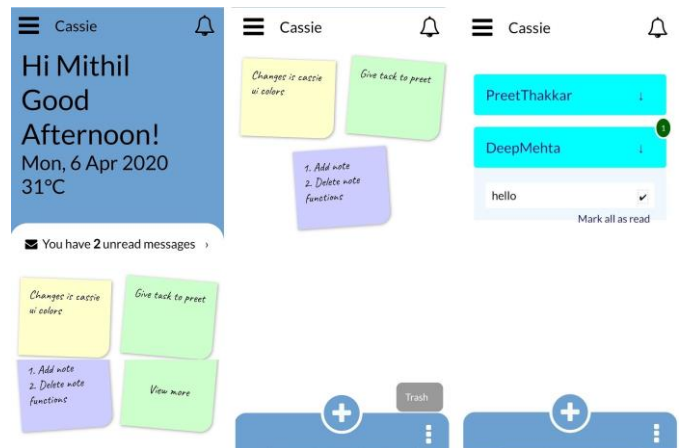 Cassie
Hi Mithil
Good
Afternoon!
Mon, 6 Apr 2020
31°C
You have 2 unread messages ›
Changes is cassie
ui colors
Give task to preet
1. Add note
2. Delete note
functions
View more
Cassie
Changes is cassie
ui colors
Give task to preet
1. Add note
2. Delete note
functions
Trash
Cassie
PreetThakkar ↓
1
DeepMehta ↓
hello
Mark all as read